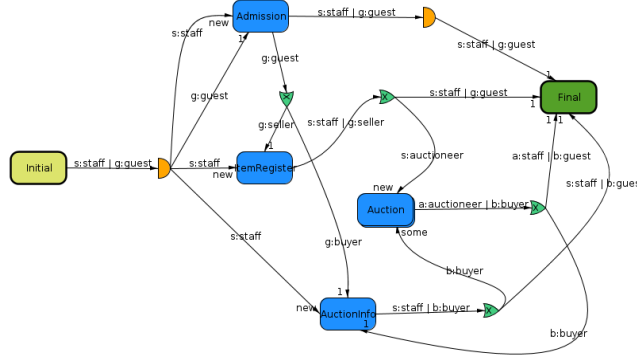 Admission
s:staff | g:guest
new
s:staff
1
s:staff | g:guest
g:guest
g:guest
1
Final
1
s:staff | g:guest
X
X
g:seller
s:staff | g:seller
1
1
1
a:auctioneer | b:guest
s:auctioneer
Initial
s:staff | g:guest
s:staff
new
ItemRegister
s:staff | b:gues
new
Auction
a:auctioneer | b:buyer
X
some
s:staff
g:buyer
b:buyer
1
new
AuctionInfo
s:staff | b:buyer
X
1
b:buyer